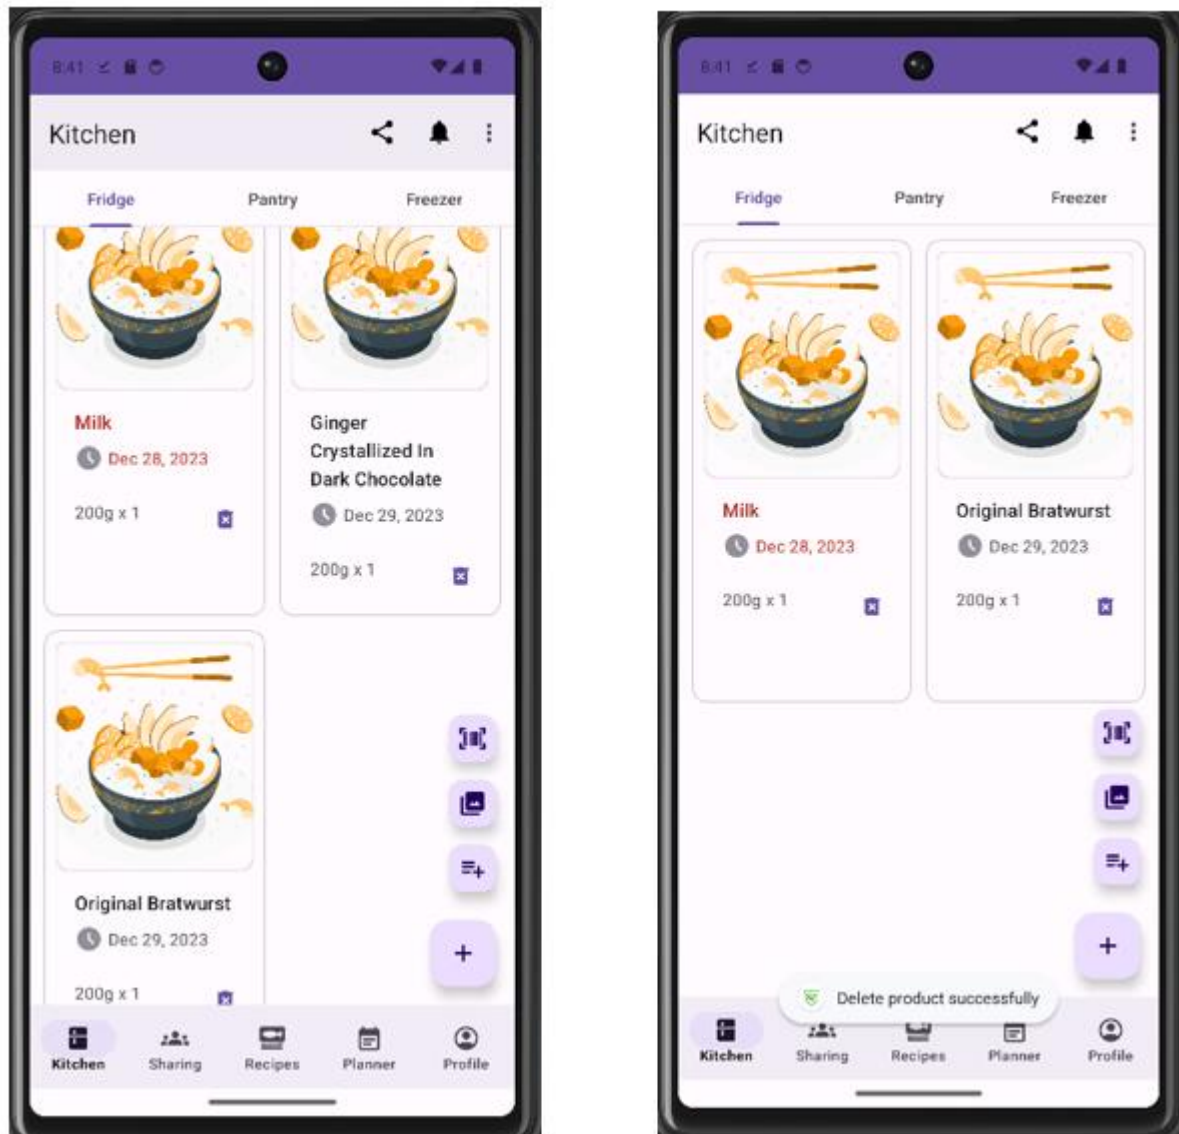 8:41
Kitchen
Fridge Pantry Freezer
Milk
Dec 28, 2023
200g x 1
Ginger
Crystallized In
Dark Chocolate
Dec 29, 2023
200g x 1
Original Bratwurst
Dec 29, 2023
200g x 1
Kitchen Sharing Recipes Planner Profile
8:41
Kitchen
Fridge Pantry Freezer
Milk
Dec 28, 2023
200g x 1
Original Bratwurst
Dec 29, 2023
200g x 1
Delete product successfully
Kitchen Sharing Recipes Planner Profile